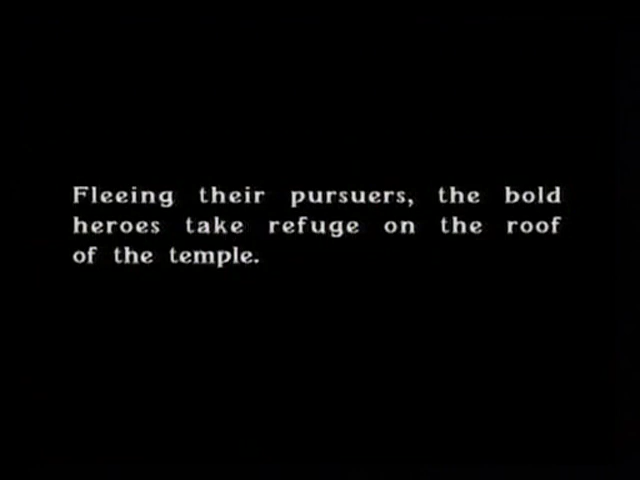 Fleeing their pursuers, the bold
heroes take refuge on the roof
of the temple.